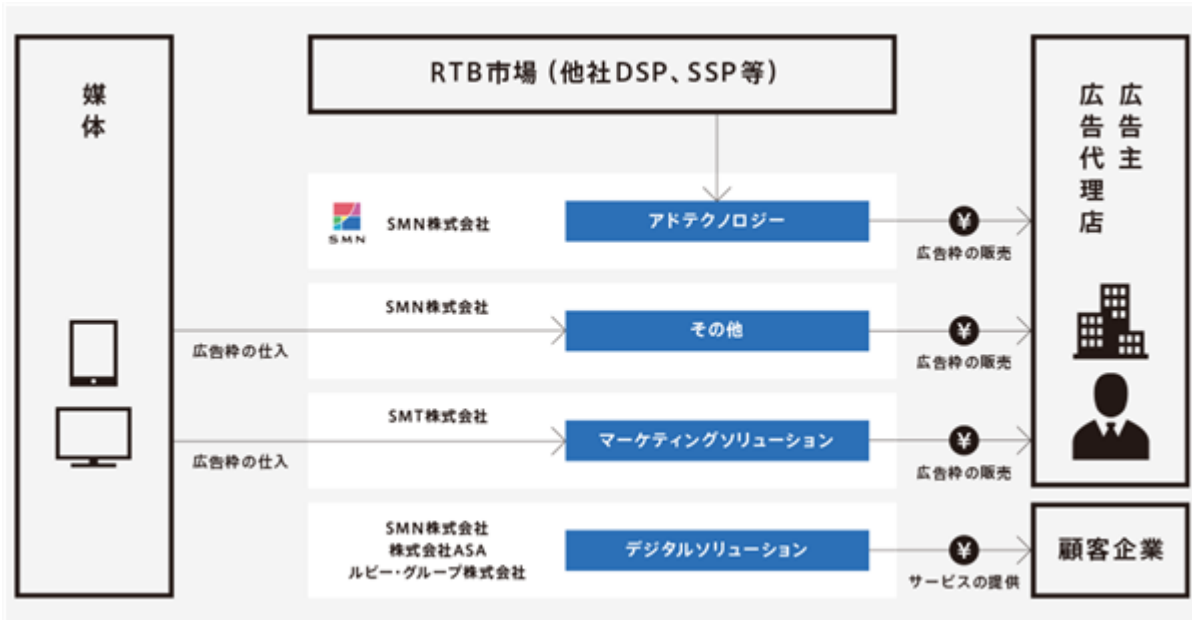 媒体
RTB市場（他社DSP、SSP等）
広告主
広告代理店
SMN
SMN株式会社
アドテクノロジー
¥
広告枠の販売
広告枠の仕入
SMN株式会社
その他
¥
広告枠の販売
広告枠の仕入
SMT株式会社
マーケティングソリューション
¥
広告枠の販売
SMN株式会社
株式会社ASA
ルビー・グループ株式会社
デジタルソリューション
¥
サービスの提供
顧客企業